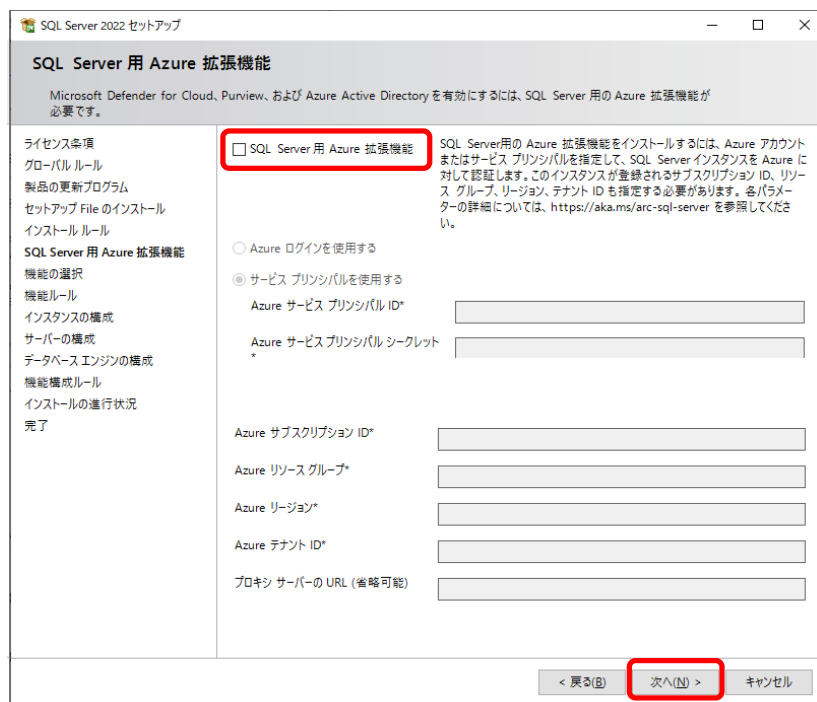 SQL Server 2022 セットアップ
SQL Server 用 Azure 拡張機能
Microsoft Defender for Cloud、Purview、および Azure Active Directory を有効にするには、SQL Server 用の Azure 拡張機能が
必要です。
ライセンス条項
グローバル ルール
製品の更新プログラム
セットアップ File のインストール
インストール ルール
SQL Server 用 Azure 拡張機能
機能の選択
機能ルール
インスタンスの構成
サーバーの構成
データベース エンジンの構成
機能構成ルール
インストールの進行状況
完了
SQL Server 用 Azure 拡張機能
SQL Server用の Azure 拡張機能をインストールするには、Azure アカウント
またはサービス プリンシパルを指定して、SQL Server インスタンスを Azure に
対して認証します。このインスタンスが登録されるサブスクリプション ID、リソー
ス グループ、リージョン、テナント ID も指定する必要があります。各パラメー
ターの詳細については、https://aka.ms/arc-sql-server を参照してくださ
い。
Azure ログインを使用する
サービス プリンシパルを使用する
Azure サービス プリンシパル ID*
Azure サービス プリンシパル シークレット
*
Azure サブスクリプション ID*
Azure リソース グループ*
Azure リージョン*
Azure テナント ID*
プロキシ サーバーの URL (省略可能)
< 戻る(B)
次へ(N) >
キャンセル